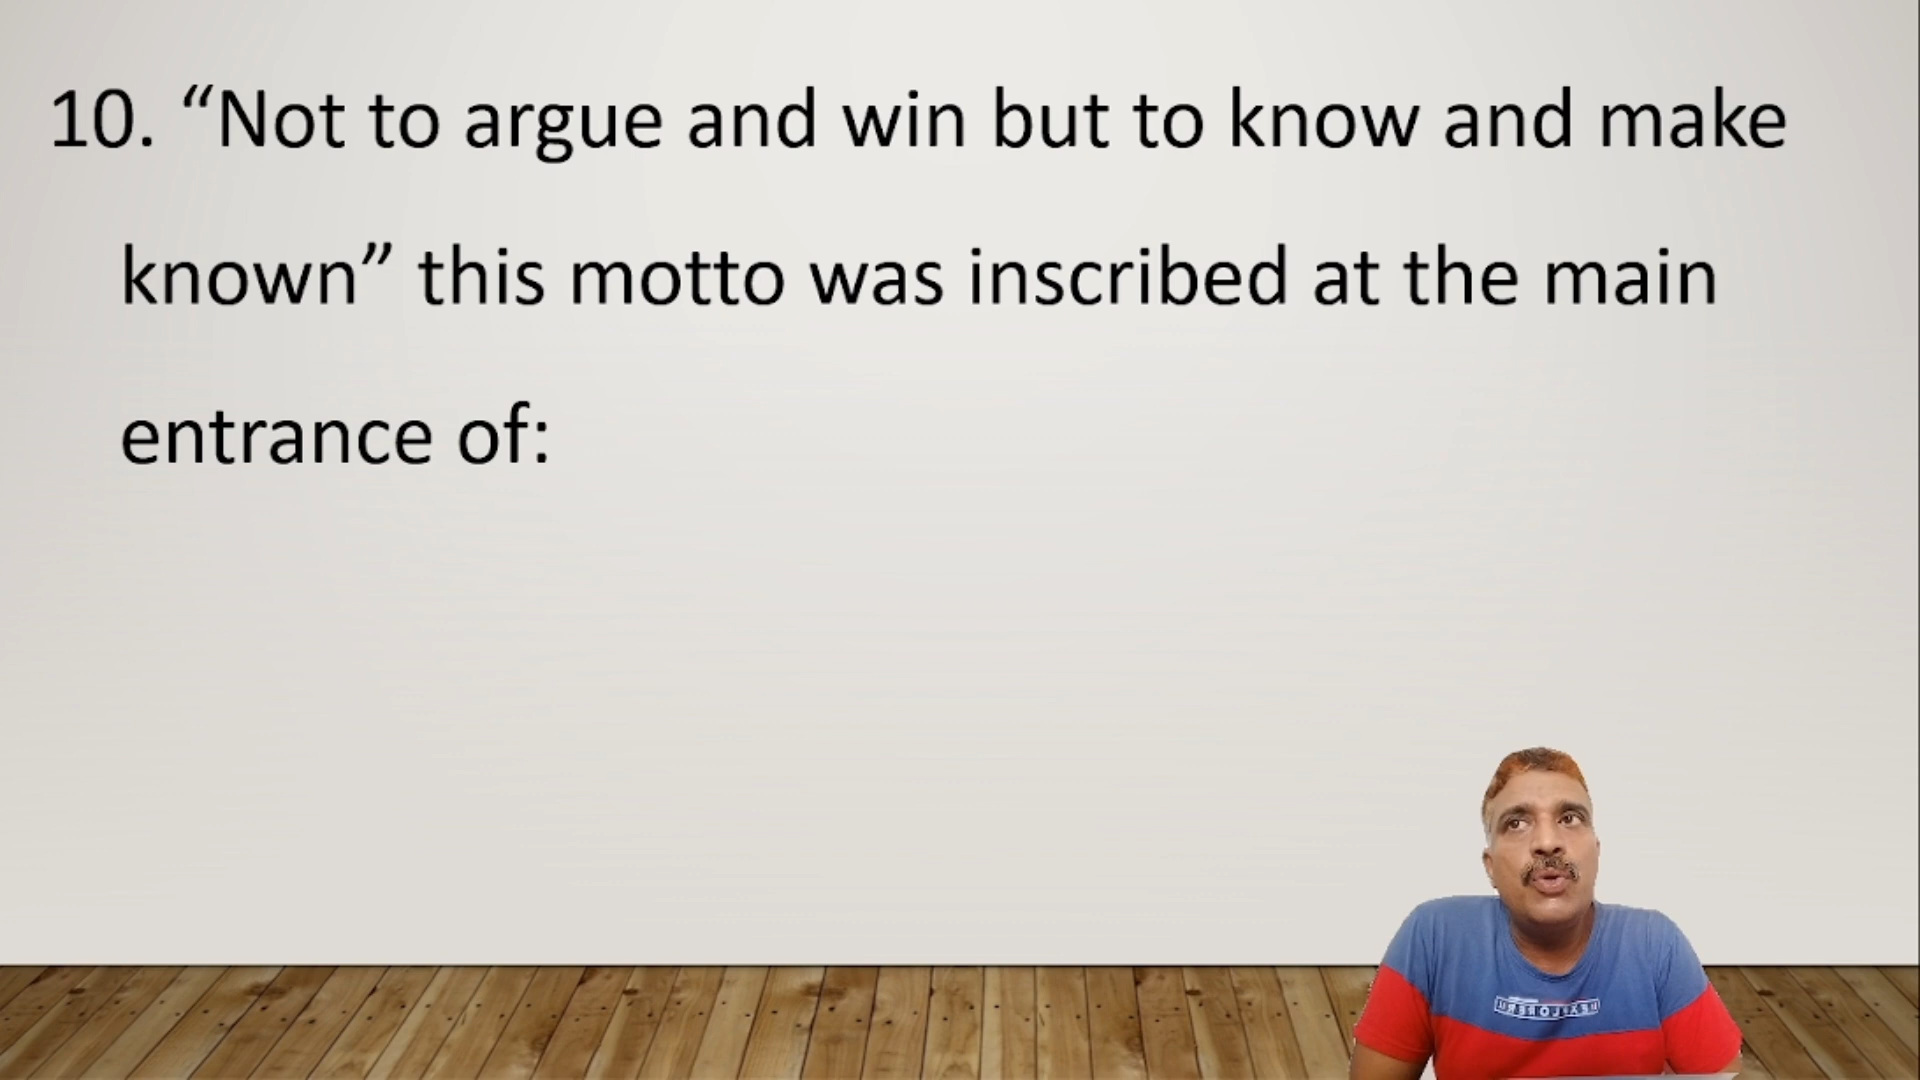 10. “Not to argue and win but to know and make
known” this motto was inscribed at the main
entrance of: